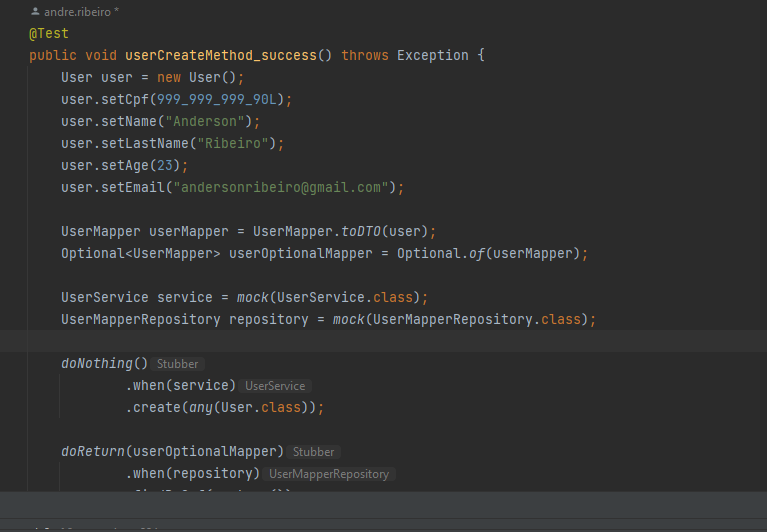 andre.ribeiro *
@Test
public void userCreateMethod_success() throws Exception {
User user = new User();
user.setCpf(999_999_999_90L);
user.setName("Anderson");
user.setLastName("Ribeiro");
user.setAge(23);
user.setEmail("andersonribeiro@gmail.com");
UserMapper userMapper = UserMapper.toDTO(user);
Optional<UserMapper> userOptionalMapper = Optional.of(userMapper);
UserService service = mock(UserService.class);
UserMapperRepository repository = mock(UserMapperRepository.class);
doNothing() Stubber
.when(service) UserService
.create(any(User.class));
doReturn(userOptionalMapper) Stubber
.when(repository) UserMapperRepository